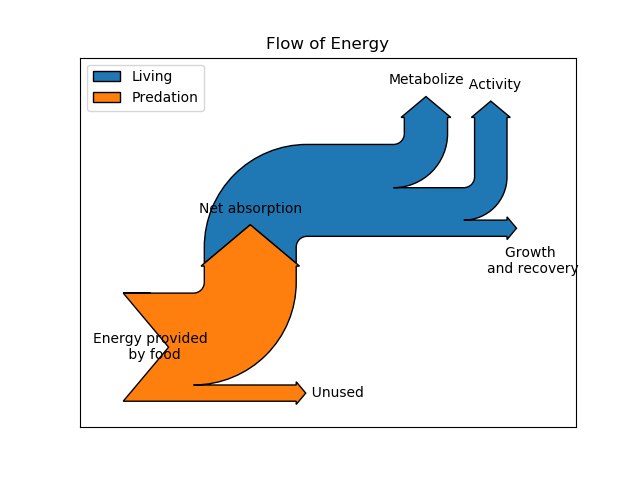 Flow of Energy
Living
Predation
Metabolize
Activity
Net absorption
Growth
and recovery
Energy provided
by food
Unused